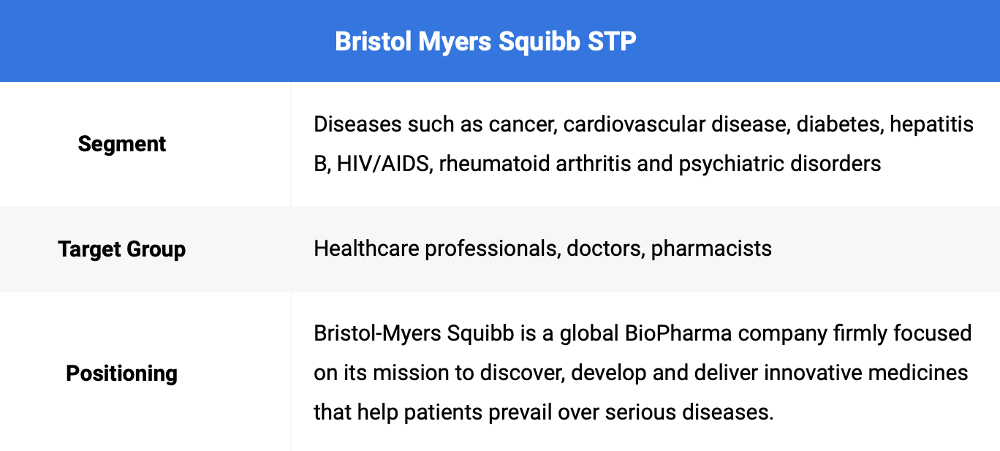 Bristol Myers Squibb STP
Segment
Diseases such as cancer, cardiovascular disease, diabetes, hepatitis
B, HIV/AIDS, rheumatoid arthritis and psychiatric disorders
Target Group
Healthcare professionals, doctors, pharmacists
Positioning
Bristol-Myers Squibb is a global BioPharma company firmly focused
on its mission to discover, develop and deliver innovative medicines
that help patients prevail over serious diseases.